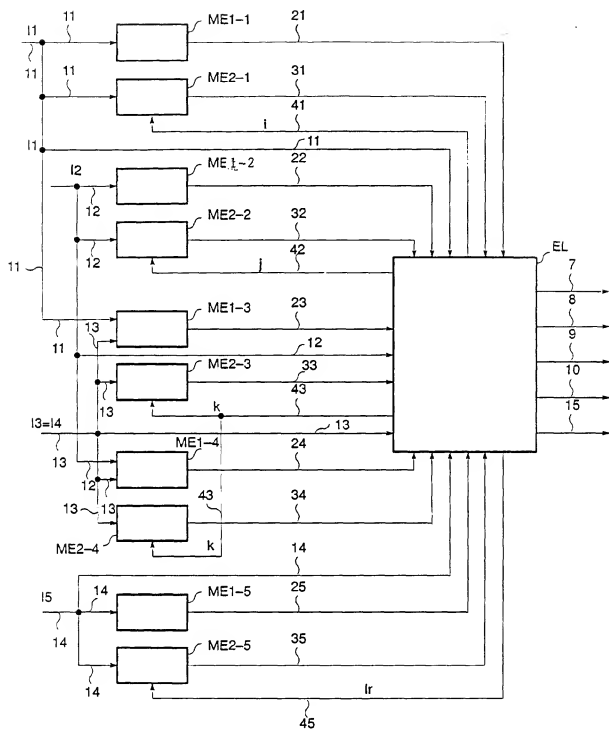 I1 11 ME1-1 21
11
11 ME2-1 31
i 41
I1 11
I2 ME1-2 22
12
ME2-2 32
12
j 42
EL
7
8
11
ME1-3 23
9
13
12
11
ME2-3 33
10
13
k 43
15
I3=I4 13
13
ME1-4
12 13 24
13 43 34
ME2-4 k
14
I5 14 ME1-5 25
14
ME2-5 35
14
Ir
45